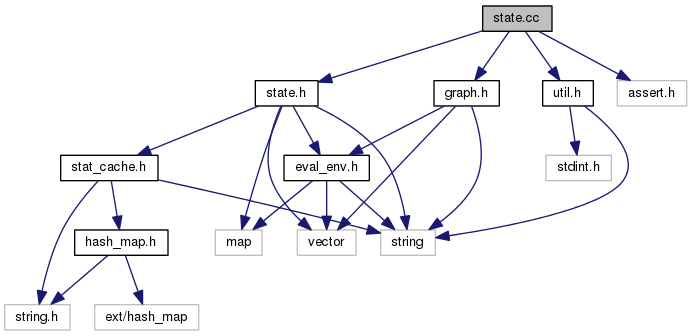 state.cc
state.h
graph.h
util.h
assert.h
stat_cache.h
eval_env.h
stdint.h
hash_map.h
map
vector
string
string.h
ext/hash_map